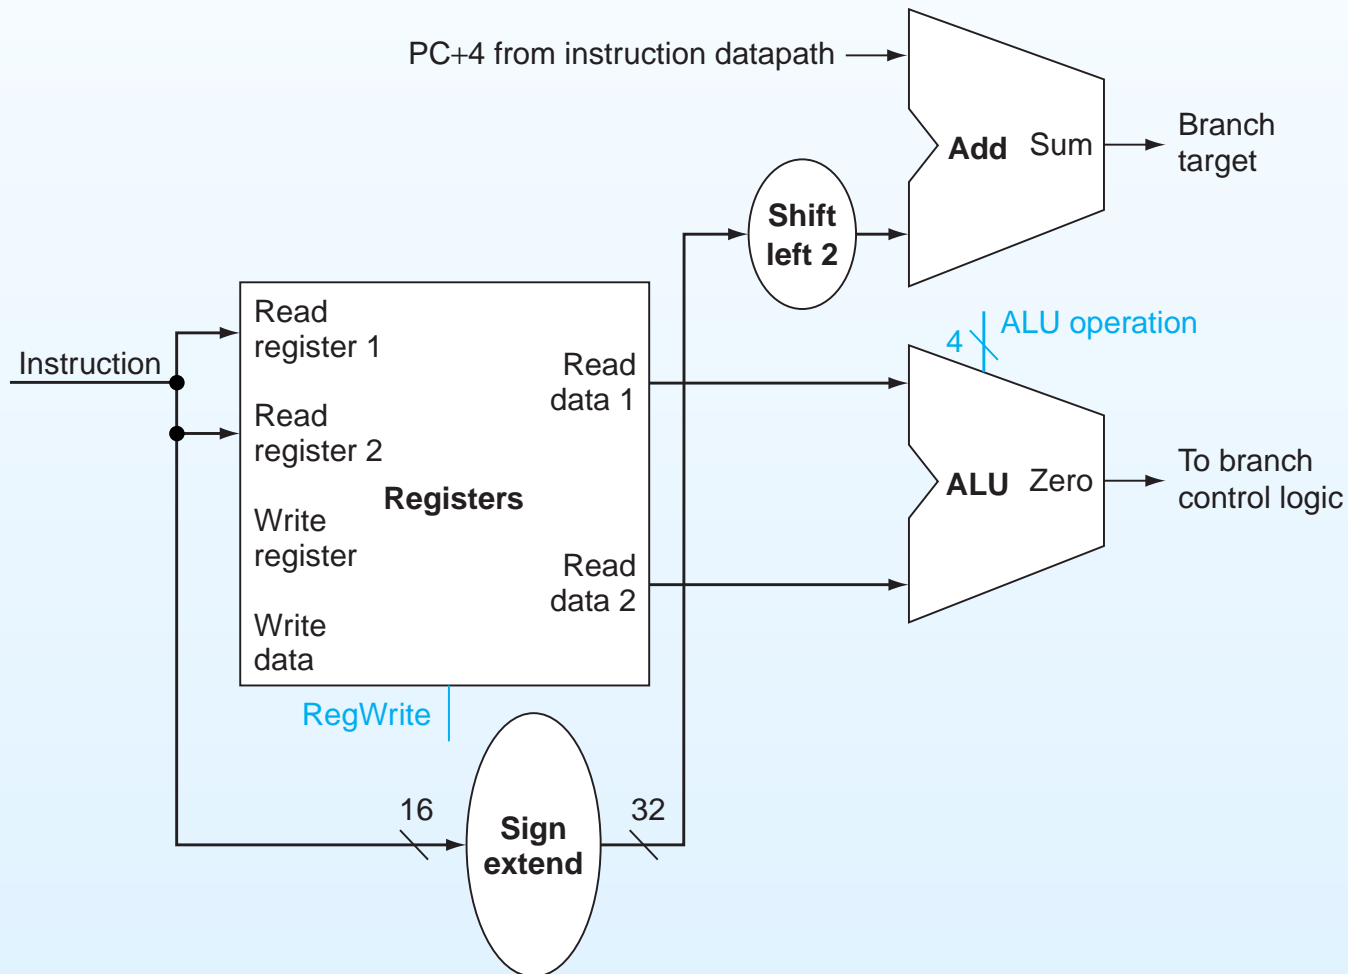 PC+4 from instruction datapath
Add Sum
Branch
target
Shift
left 2
Instruction
Read
register 1
Read
register 2
Registers
Write
register
Write
data
Read
data 1
Read
data 2
RegWrite
4
ALU operation
ALU Zero
To branch
control logic
16
Sign
extend
32